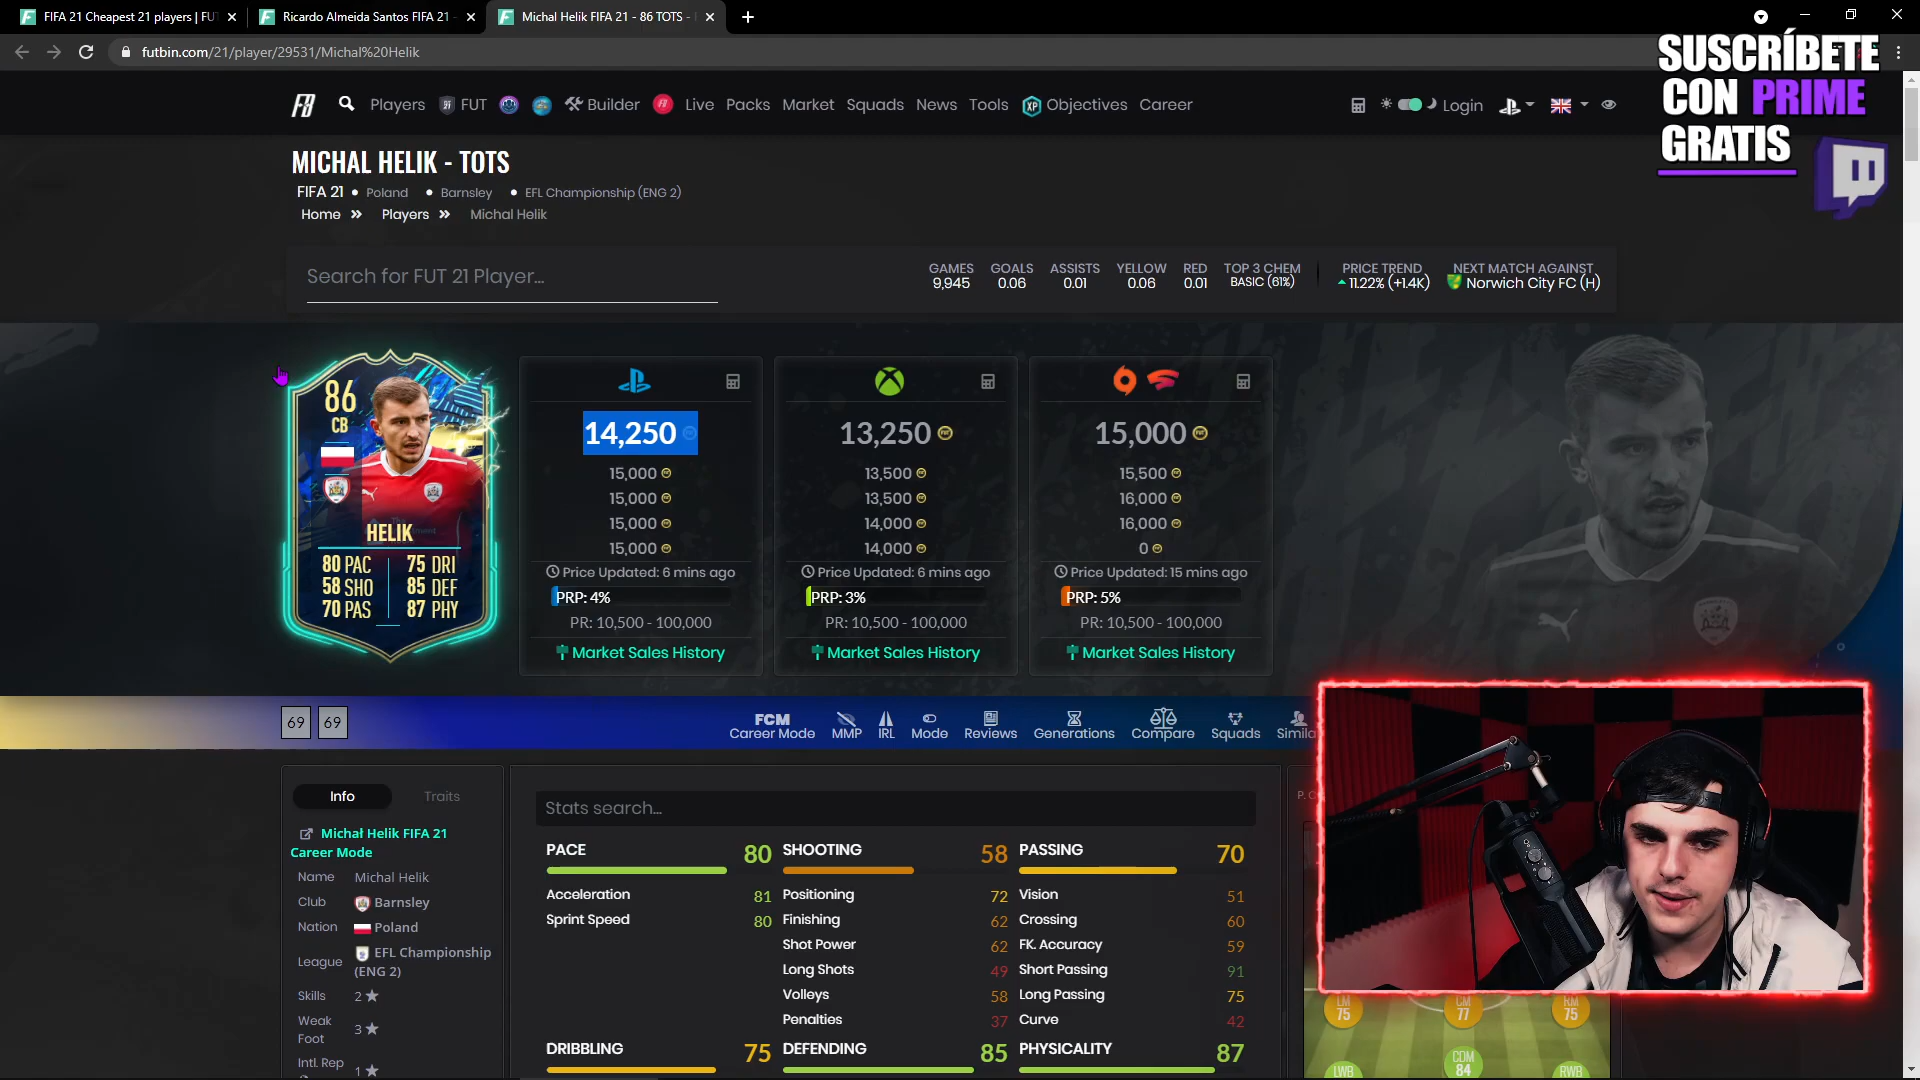 FIFA 21 Cheapest 21 players | FU
Ricardo Almeida Santos FIFA 21 -
Michal Helik FIFA 21 - 86 TOTS -
futbin.com/21/player/29531/Michal%20Helik
SUSCRÍBETE
CON PRIME
GRATIS
Players FUT Builder Live Packs Market Squads News Tools Objectives Career Login
MICHAL HELIK - TOTS
FIFA 21 • Poland • Barnsley • EFL Championship (ENG 2)
Home » Players » Michal Helik
Search for FUT 21 Player...
GAMES GOALS ASSISTS YELLOW RED TOP 3 CHEM PRICE TREND NEXT MATCH AGAINST
9,945 0.06 0.01 0.06 0.01 BASIC (61%) 11.22% (+1.4K) Norwich City FC (H)
86
CB
HELIK
80 PAC 75 DRI
58 SHO 85 DEF
70 PAS 87 PHY
14,250
15,000
15,000
15,000
15,000
Price Updated: 6 mins ago
PRP: 4%
PR: 10,500 - 100,000
Market Sales History
13,250
13,500
13,500
14,000
14,000
Price Updated: 6 mins ago
PRP: 3%
PR: 10,500 - 100,000
Market Sales History
15,000
15,500
16,000
16,000
0
Price Updated: 15 mins ago
PRP: 5%
PR: 10,500 - 100,000
Market Sales History
69 69
FCM
Career Mode MMP IRL Mode Reviews Generations Compare Squads Simila
Info Traits
Michał Helik FIFA 21
Career Mode
Name Michal Helik
Club Barnsley
Nation Poland
League EFL Championship
(ENG 2)
Skills 2 ★
Weak
Foot 3 ★
Intl. Rep 1 ★
Stats search...
PACE 80
Acceleration 81
Sprint Speed 80
SHOOTING 58
Positioning 72
Finishing 62
Shot Power 62
Long Shots 49
Volleys 58
Penalties 37
PASSING 70
Vision 51
Crossing 60
FK. Accuracy 59
Short Passing 91
Long Passing 75
Curve 42
DRIBBLING 75
DEFENDING 85
PHYSICALITY 87
LM CM RM
75 77 75
LWB CDM RWB
84